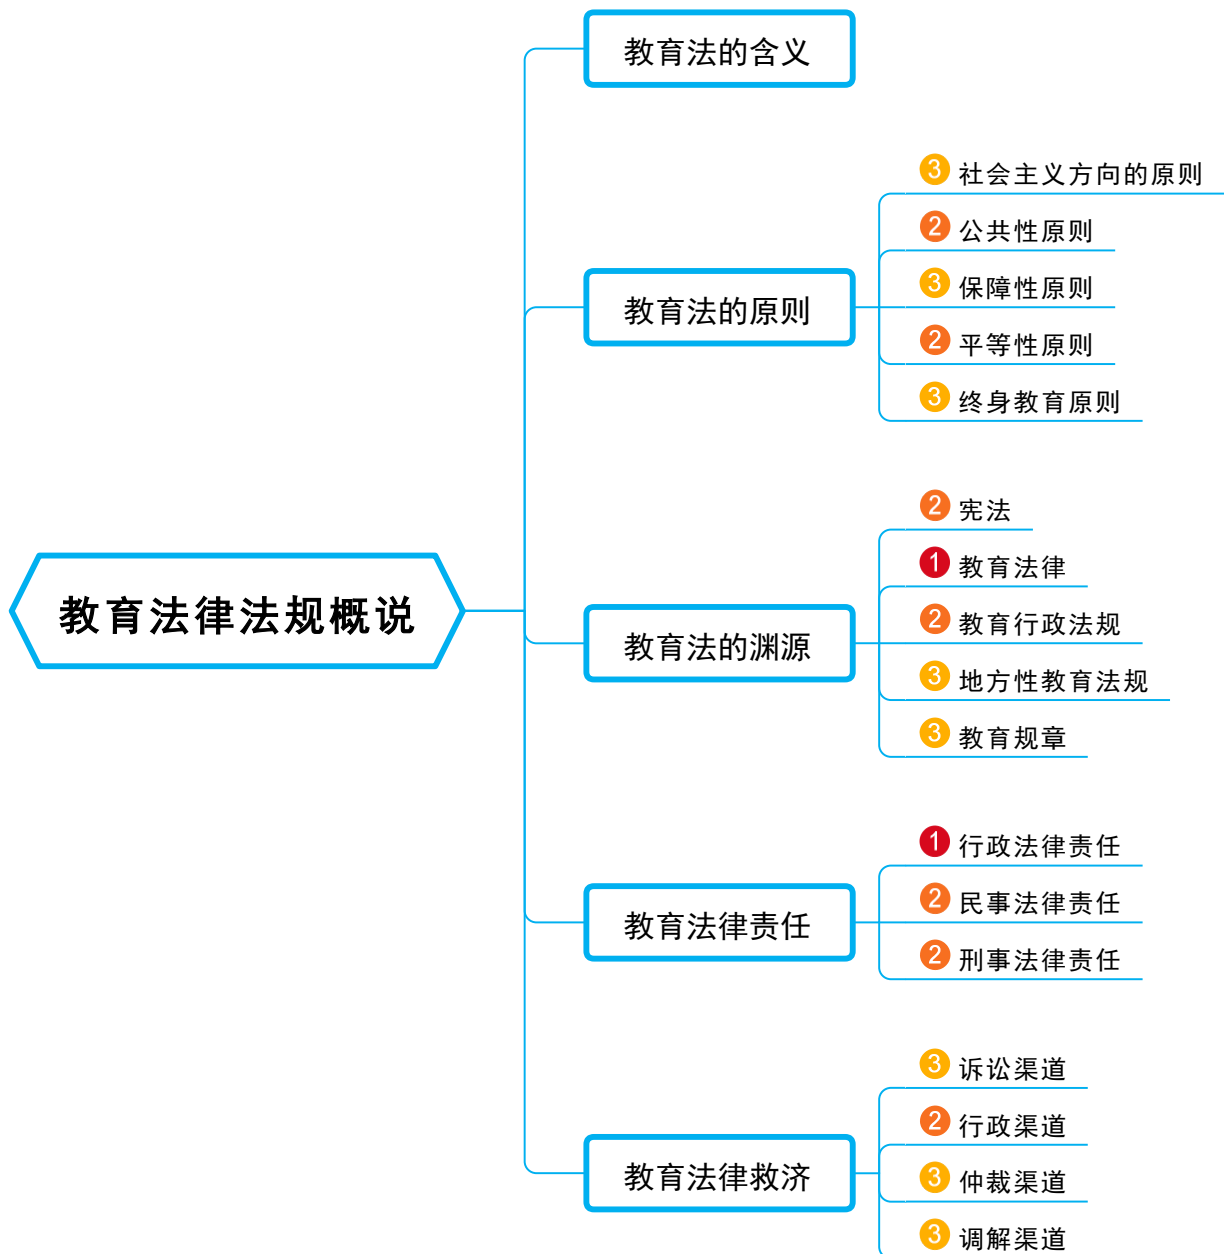 教育法的含义
3 社会主义方向的原则
2 公共性原则
3 保障性原则
教育法的原则
2 平等性原则
3 终身教育原则
2 宪法
1 教育法律
教育法律法规概说
2 教育行政法规
教育法的渊源
3 地方性教育法规
3 教育规章
1 行政法律责任
2 民事法律责任
教育法律责任
2 刑事法律责任
3 诉讼渠道
2 行政渠道
教育法律救济
3 仲裁渠道
3 调解渠道